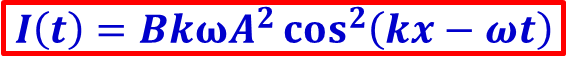 I(t) = BkωA² cos²(kx − ωt)